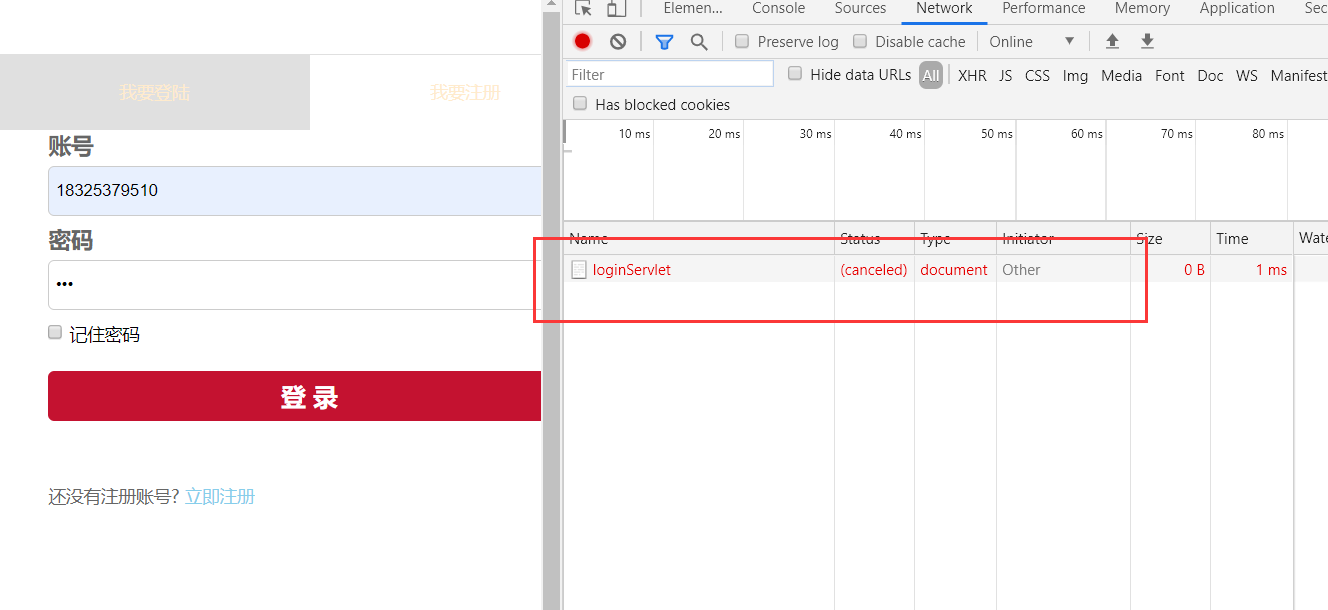 我要登陆
我要注册
账号
18325379510
密码
•••
记住密码
登 录
还没有注册账号? 立即注册
Elemen... Console Sources Network Performance Memory Application Sec
Preserve log Disable cache Online
Filter Hide data URLs All XHR JS CSS Img Media Font Doc WS Manifest
Has blocked cookies
10 ms 20 ms 30 ms 40 ms 50 ms 60 ms 70 ms 80 ms
Name Status Type Initiator Size Time Wate
loginServlet (canceled) document Other 0 B 1 ms